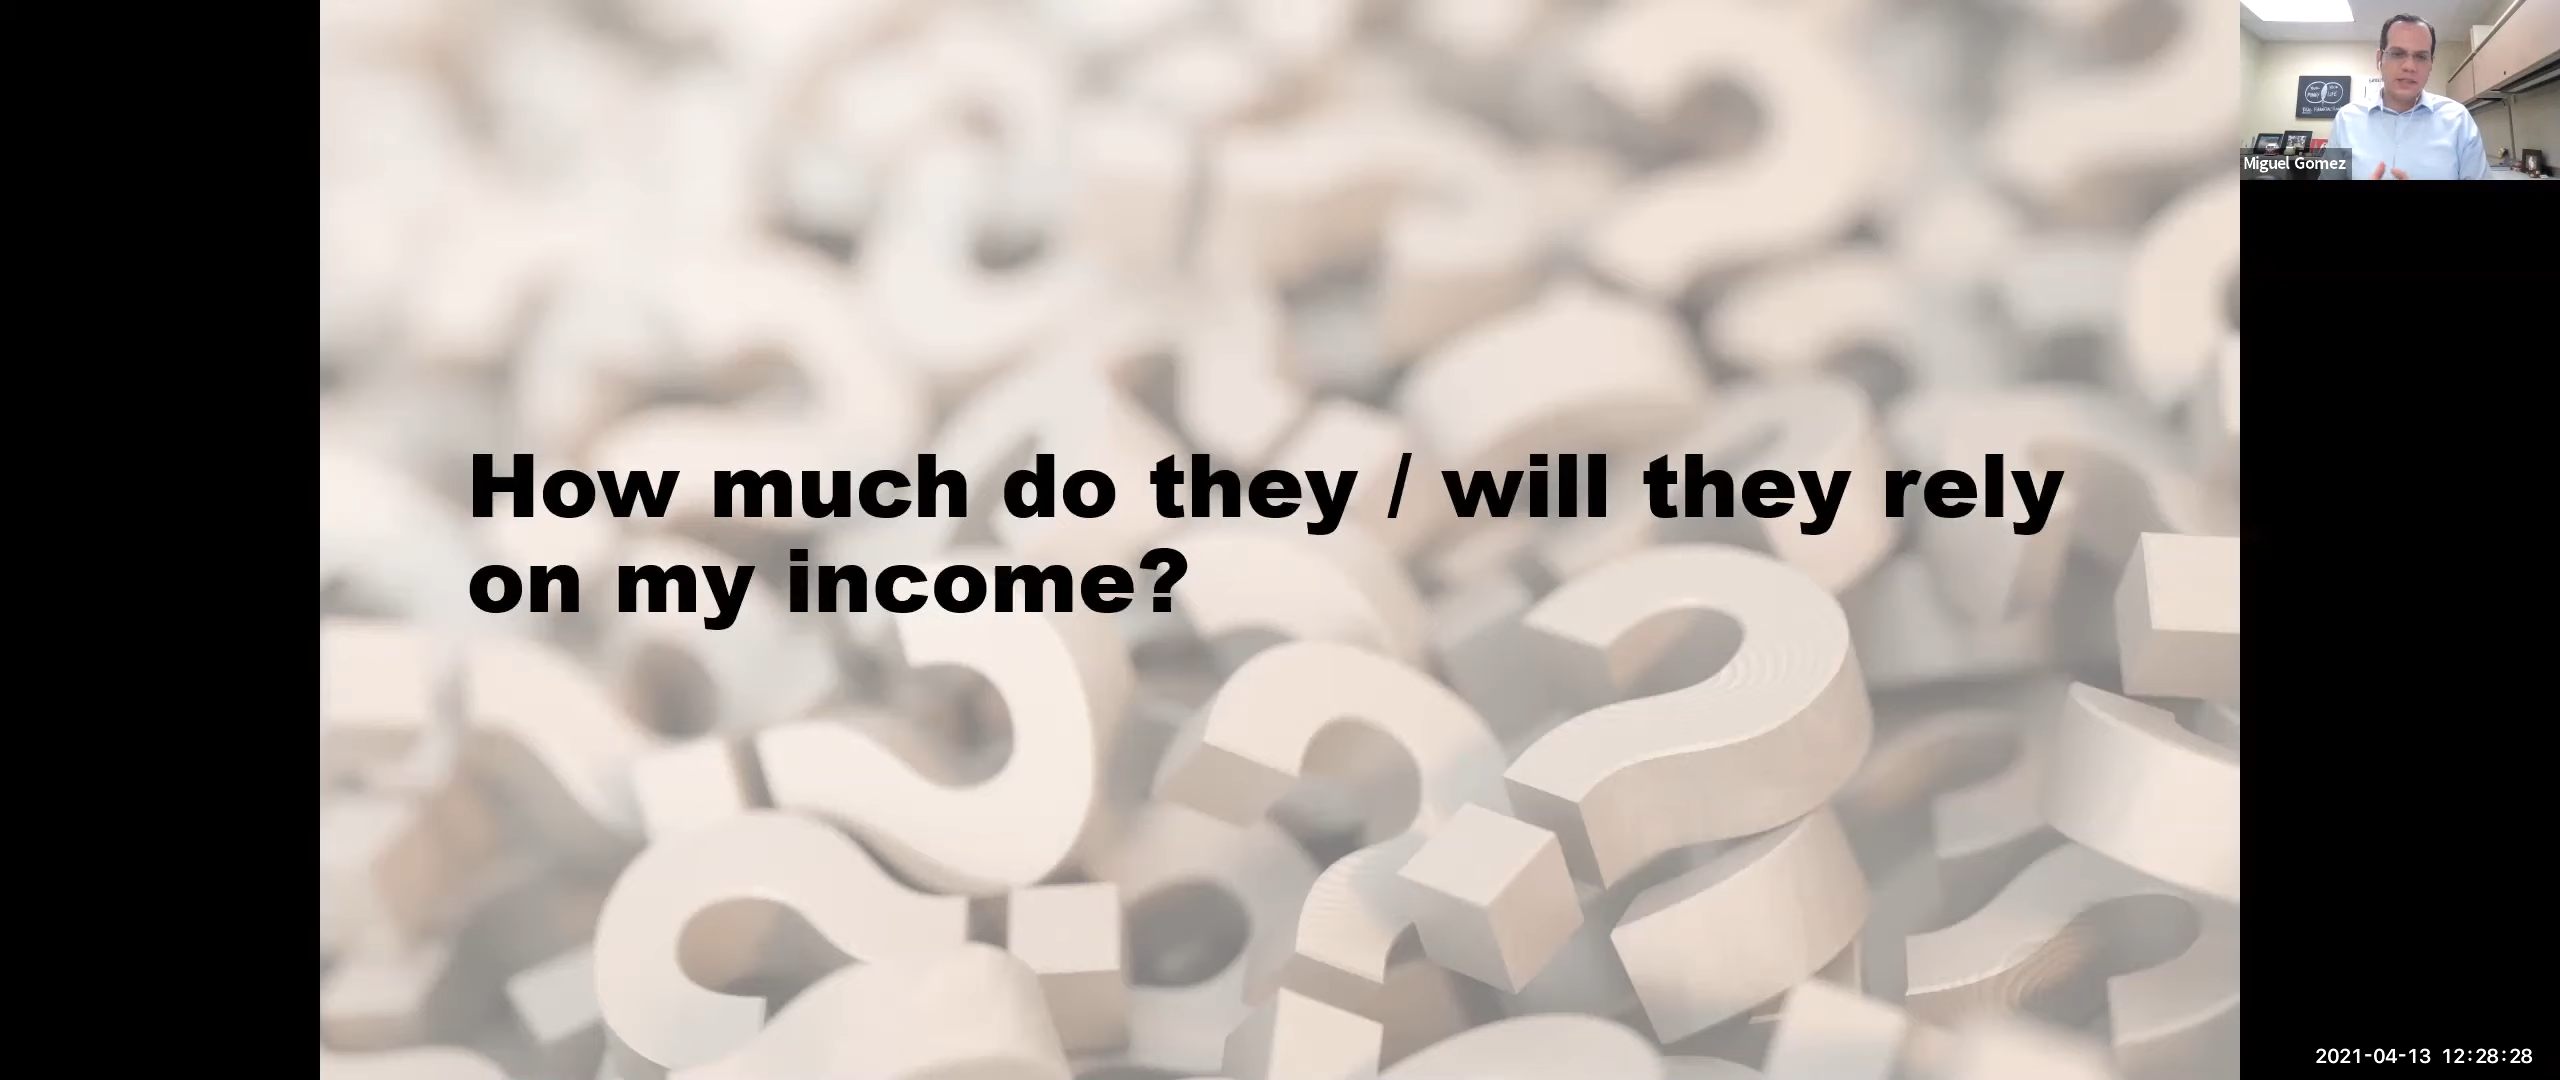 How much do they / will they rely
on my income?
Miguel Gomez
2021-04-13 12:28:28